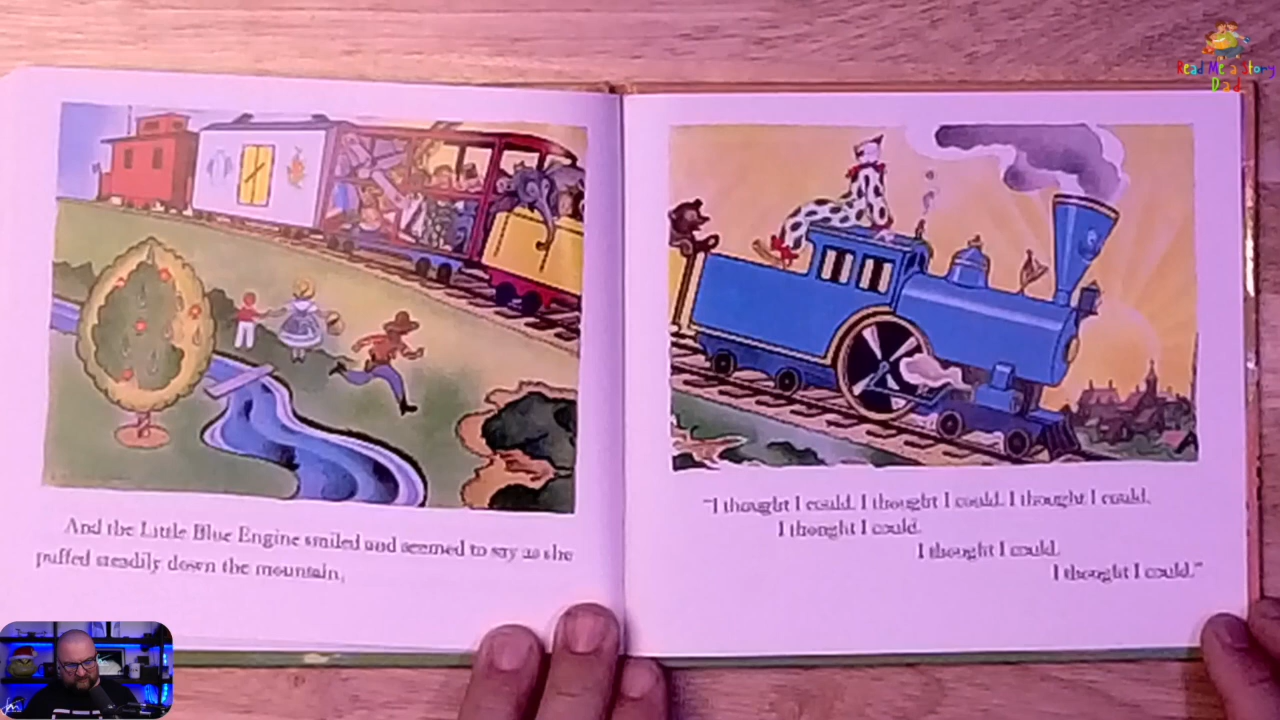 Read Me a Story
Dad
And the Little Blue Engine smiled and seemed to say as she
puffed steadily down the mountain,
"I thought I could. I thought I could. I thought I could.
I thought I could.
I thought I could.
I thought I could."